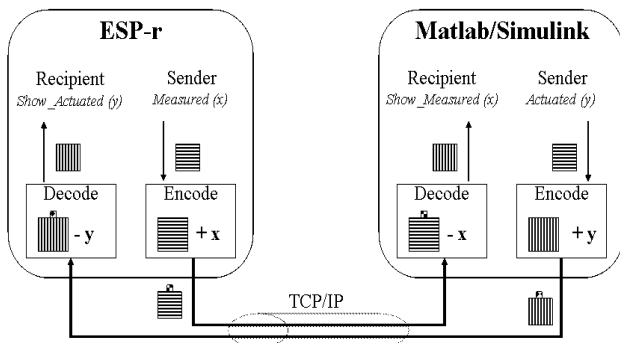 ESP-r
Matlab/Simulink
Recipient
Show_Actuated (y)
Sender
Measured (x)
Recipient
Show_Measured (x)
Sender
Actuated (y)
Decode
- y
Encode
+ x
Decode
- x
Encode
+ y
TCP/IP